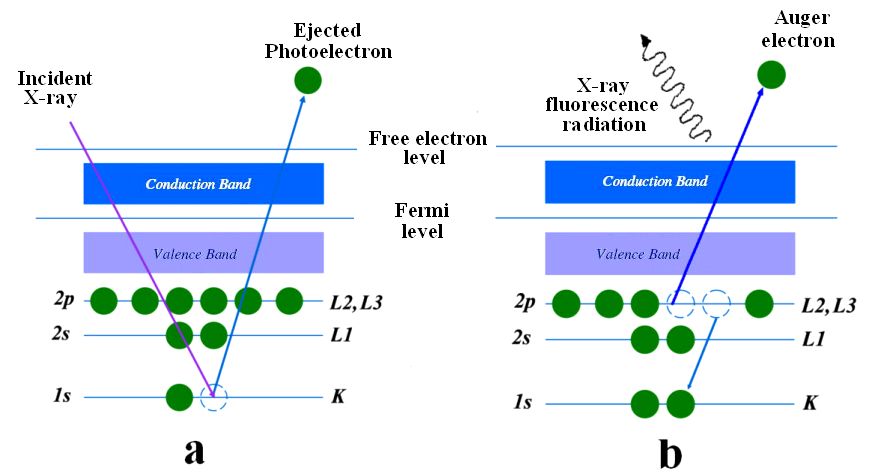 Ejected
Photoelectron
Incident
X-ray
Conduction Band
Valence Band
2p
L2, L3
2s
L1
1s
K
a
Free electron
level
Fermi
level
Auger
electron
X-ray
fluorescence
radiation
Conduction Band
Valence Band
2p
L2, L3
2s
L1
1s
K
b